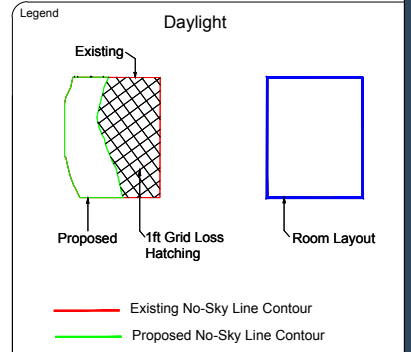 Legend
Daylight
Existing
Proposed
1ft Grid Loss
Hatching
Room Layout
Existing No-Sky Line Contour
Proposed No-Sky Line Contour